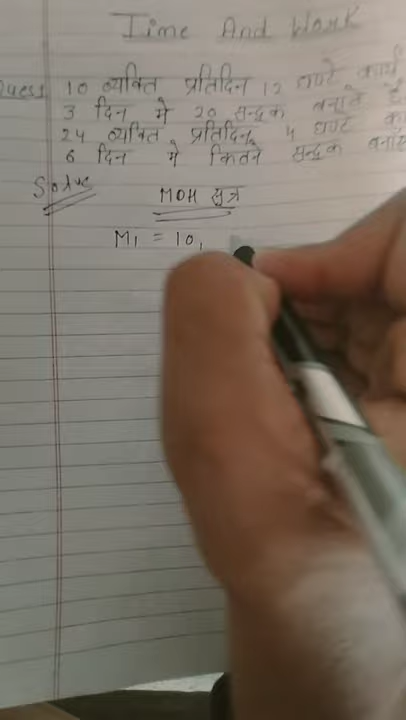 Time And Work
Ques 10 व्यक्ति प्रतिदिन 12 घण्टे कार्य
3 दिन मे 20 सन्दूक बनाते है
24 व्यक्ति प्रतिदिन, 4 घण्टे
6 दिन मे कितने सन्दूक
Solve MDH सूत्र
M₁ = 10,